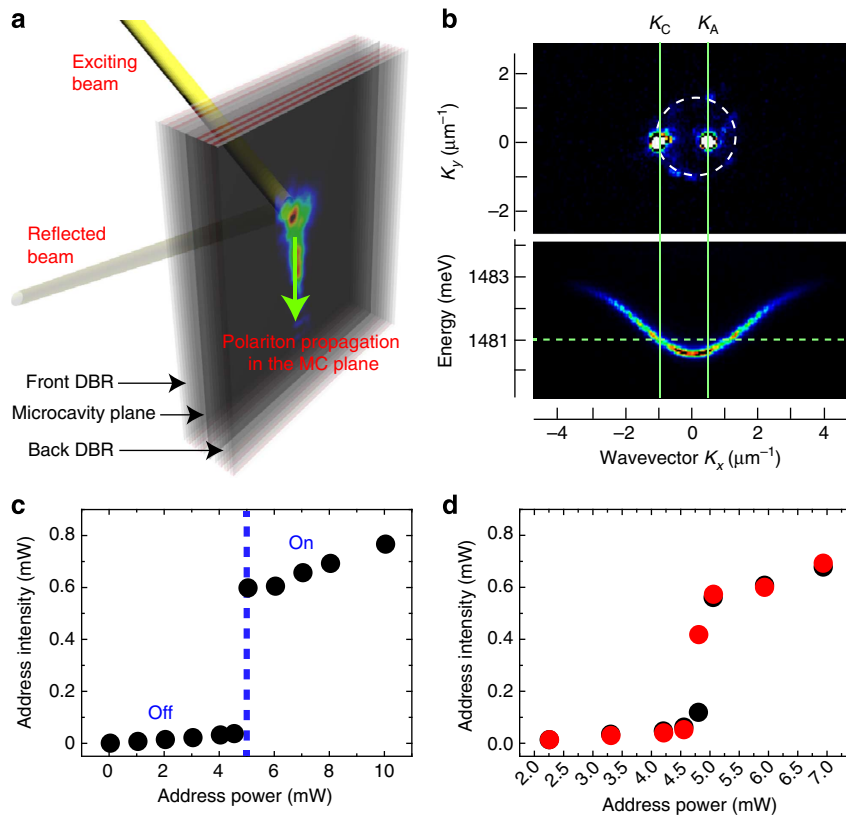 a
Exciting
beam
Reflected
beam
Polariton propagation
in the MC plane
Front DBR
Microcavity plane
Back DBR
b
K_C K_A
K_y (μm⁻¹)
2
0
−2
Energy (meV)
1483
1481
−4 −2 0 2 4
Wavevector K_x (μm⁻¹)
c
Address intensity (mW)
0.8
0.6
0.4
0.2
0
On
Off
0 2 4 6 8 10
Address power (mW)
d
Address intensity (mW)
0.8
0.6
0.4
0.2
0.0
2.0 2.5 3.0 3.5 4.0 4.5 5.0 5.5 6.0 6.5 7.0
Address power (mW)